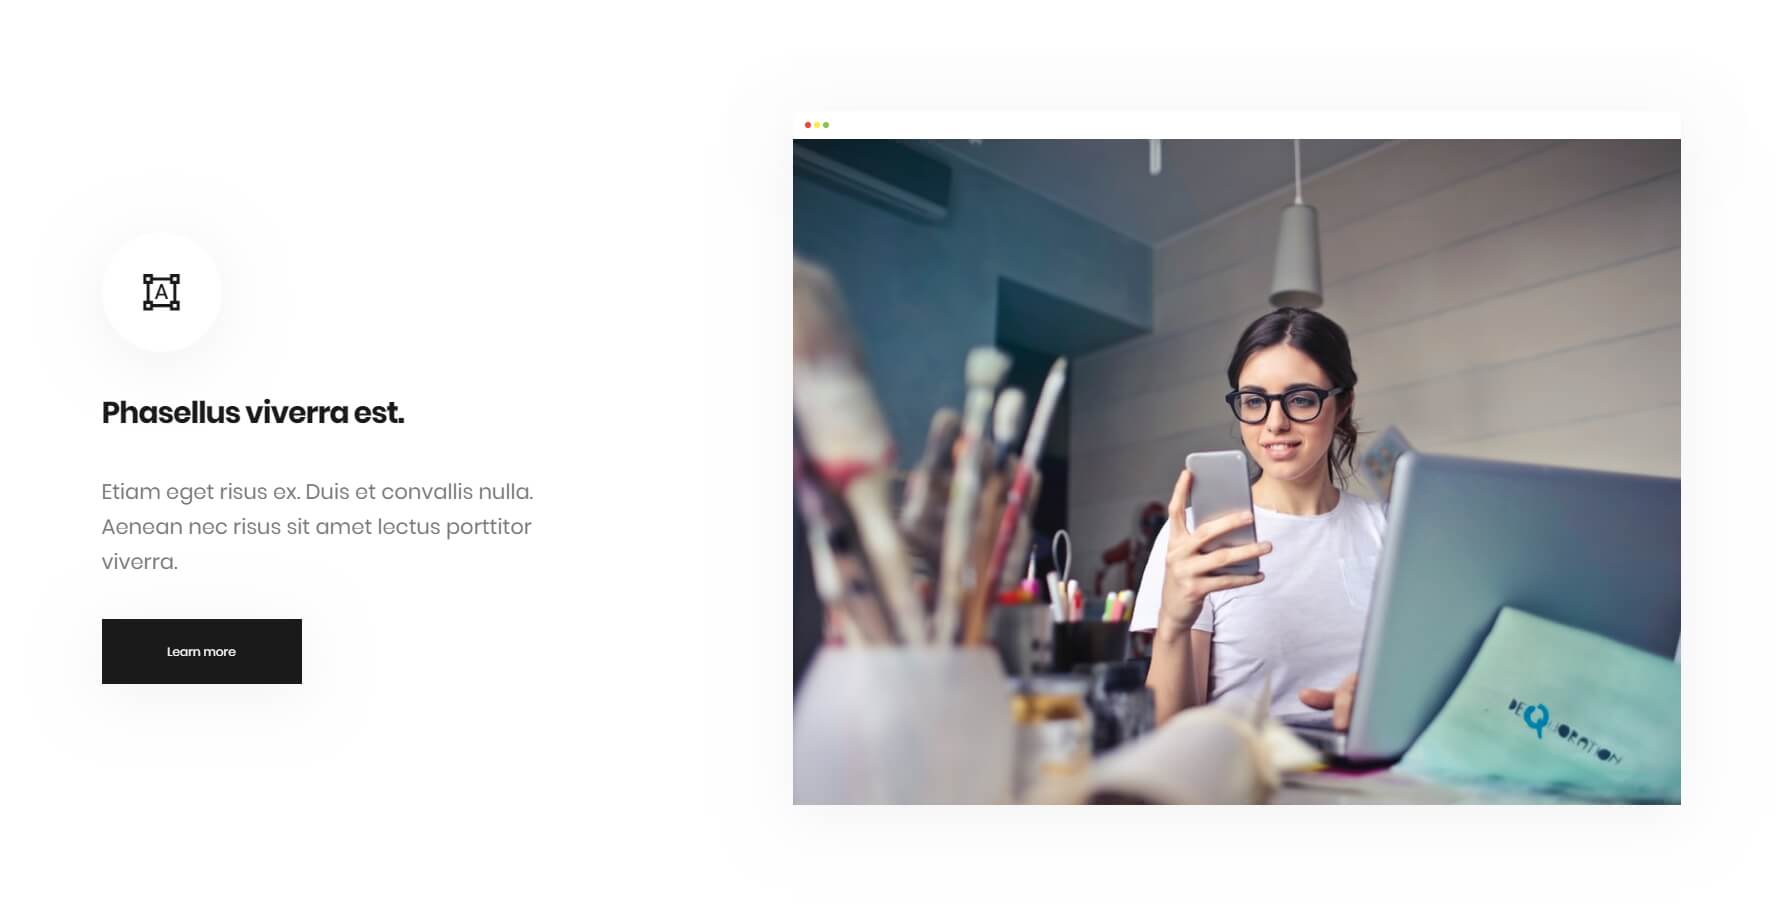 A
Phasellus viverra est.
Etiam eget risus ex. Duis et convallis nulla.
Aenean nec risus sit amet lectus porttitor
viverra.
Learn more
DEQUORATION